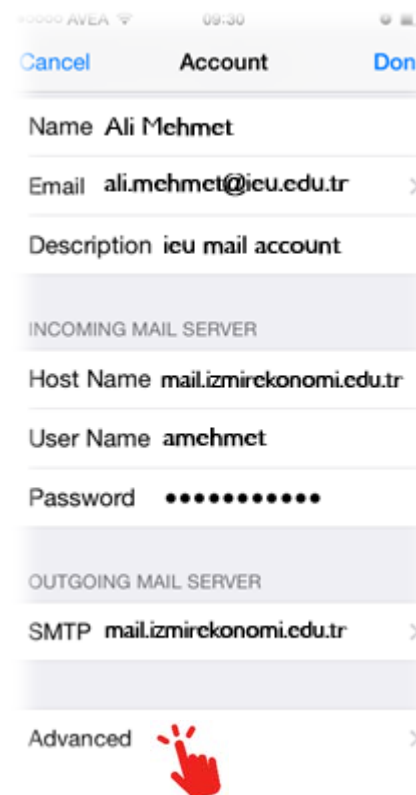 AVEA 09:30
Cancel Account Don
Name Ali Mehmet
Email ali.mehmet@ieu.edu.tr
Description ieu mail account
INCOMING MAIL SERVER
Host Name mail.izmirekonomi.edu.tr
User Name amehmet
Password •••••••••••
OUTGOING MAIL SERVER
SMTP mail.izmirekonomi.edu.tr
Advanced